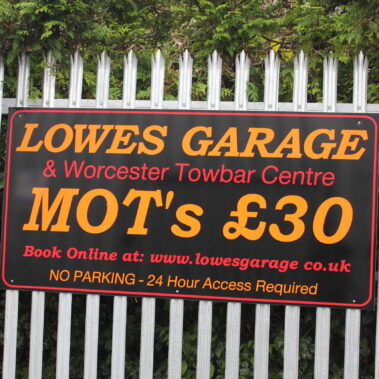 LOWES GARAGE
& Worcester Towbar Centre
MOT's £30
Book Online at: www.lowesgarage.co.uk
NO PARKING - 24 Hour Access Required